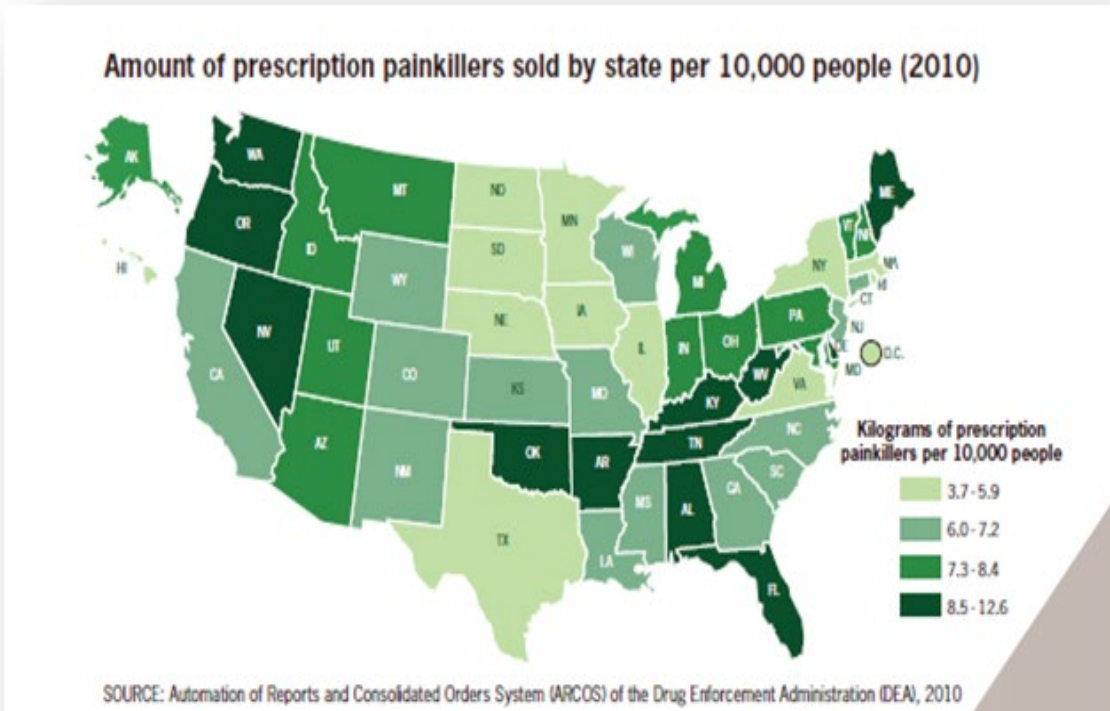 Amount of prescription painkillers sold by state per 10,000 people (2010)
AK
WA
MT
ND
MN
ME
OR
ID
SD
WI
VT
NH
HI
WY
NY
MA
MI
RI
CT
NV
NE
IA
PA
NJ
UT
IL
IN
OH
DE
D.C.
CA
CO
KS
MO
WV
VA
MD
KY
NC
AZ
NM
OK
AR
TN
SC
MS
AL
GA
TX
LA
FL
Kilograms of prescription
painkillers per 10,000 people
3.7-5.9
6.0-7.2
7.3-8.4
8.5-12.6
SOURCE: Automation of Reports and Consolidated Orders System (ARCOS) of the Drug Enforcement Administration (DEA), 2010